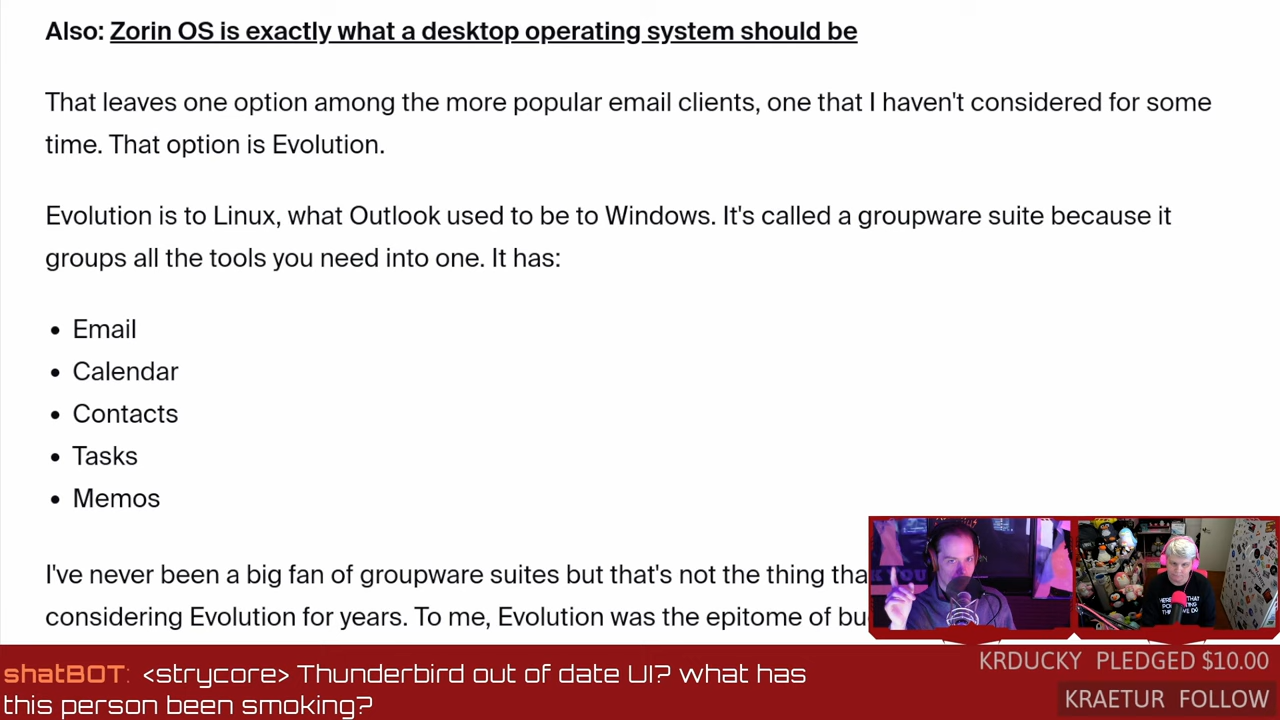 Also: Zorin OS is exactly what a desktop operating system should be
That leaves one option among the more popular email clients, one that I haven't considered for some
time. That option is Evolution.
Evolution is to Linux, what Outlook used to be to Windows. It's called a groupware suite because it
groups all the tools you need into one. It has:
• Email
• Calendar
• Contacts
• Tasks
• Memos
I've never been a big fan of groupware suites but that's not the thing tha
considering Evolution for years. To me, Evolution was the epitome of bu
shatBOT: <strycore> Thunderbird out of date UI? what has
this person been smoking?
KRDUCKY PLEDGED $10.00
KRAETUR FOLLOW